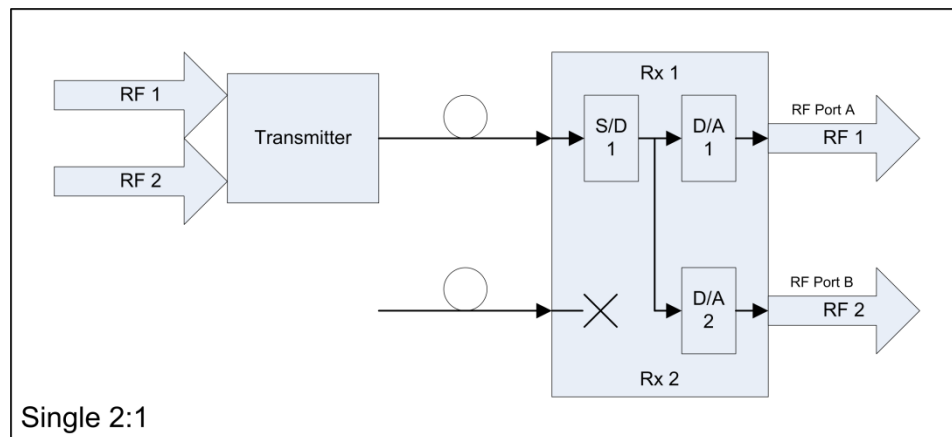 RF 1
RF 2
Transmitter
Rx 1
S/D
1
D/A
1
RF Port A
RF 1
D/A
2
RF Port B
RF 2
Rx 2
Single 2:1